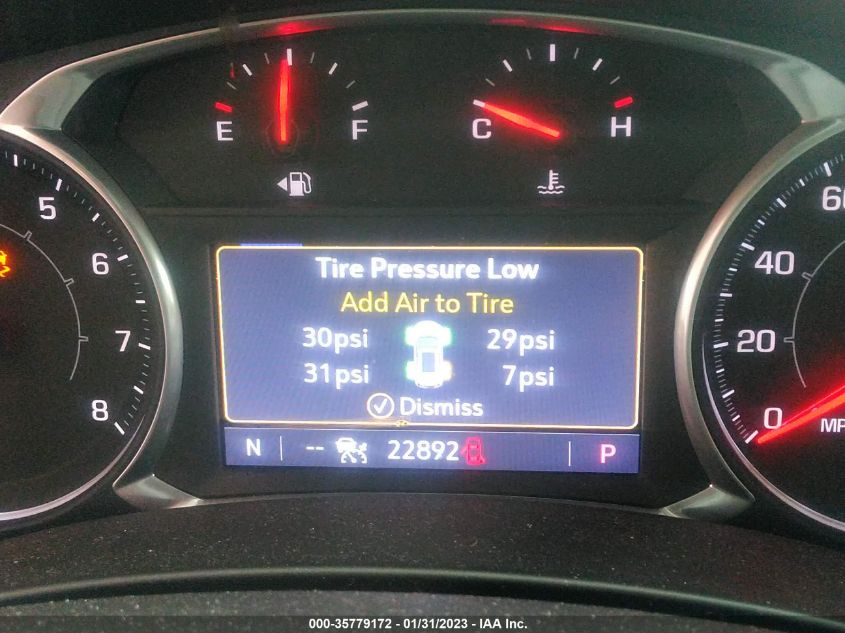 E F
C H
5
6
7
8
60
40
20
0
MP
Tire Pressure Low
Add Air to Tire
30psi 29psi
31psi 7psi
Dismiss
N -- 22892 P
000-35779172 - 01/31/2023 - IAA Inc.